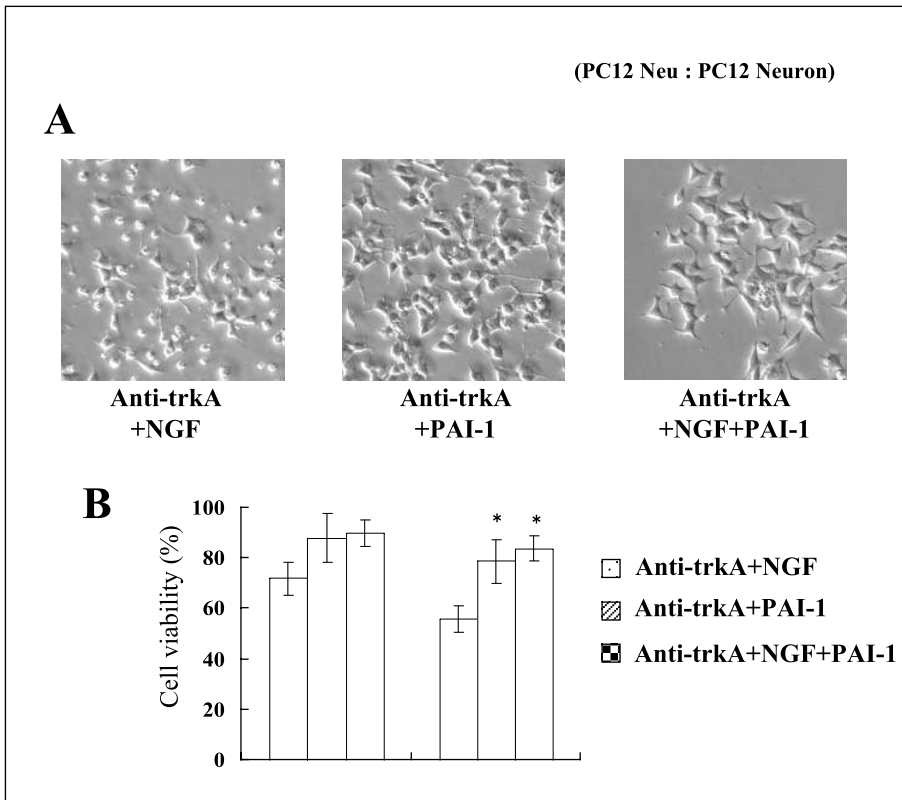 (PC12 Neu : PC12 Neuron)
A
Anti-trkA
+NGF
Anti-trkA
+PAI-1
Anti-trkA
+NGF+PAI-1
B
Cell viability (%)
100
80
60
40
20
0
*
*
Anti-trkA+NGF
Anti-trkA+PAI-1
Anti-trkA+NGF+PAI-1